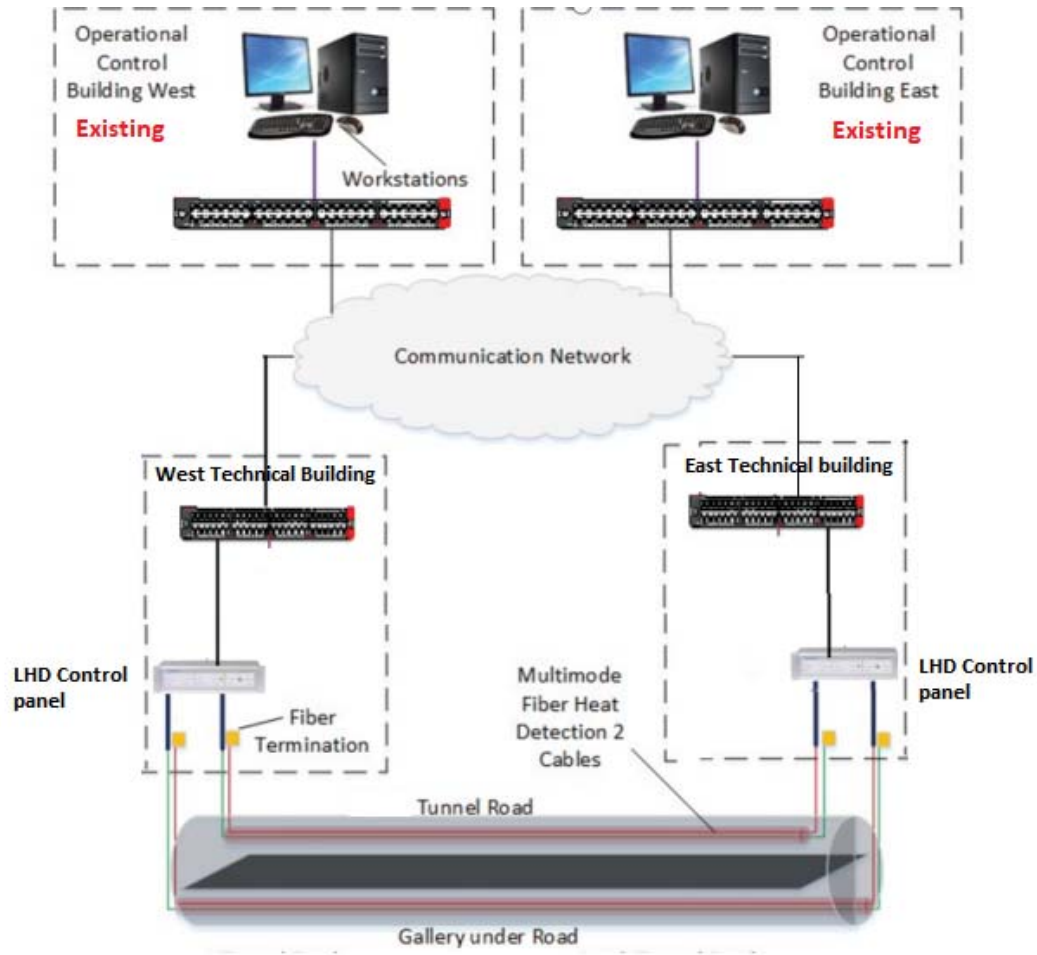 Operational
Control
Building West
Existing
Workstations
Operational
Control
Building East
Existing
Communication Network
West Technical Building
East Technical building
LHD Control
panel
Fiber
Termination
Multimode
Fiber Heat
Detection 2
Cables
LHD Control
panel
Tunnel Road
Gallery under Road